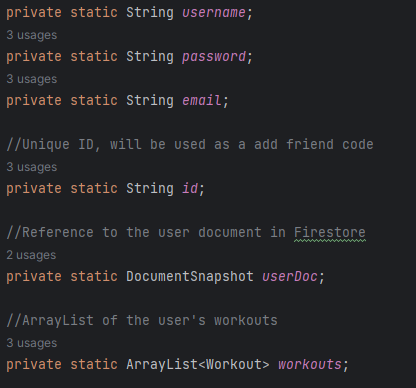 private static String username;
3 usages
private static String password;
3 usages
private static String email;
//Unique ID, will be used as a add friend code
3 usages
private static String id;
//Reference to the user document in Firestore
2 usages
private static DocumentSnapshot userDoc;
//ArrayList of the user's workouts
3 usages
private static ArrayList<Workout> workouts;